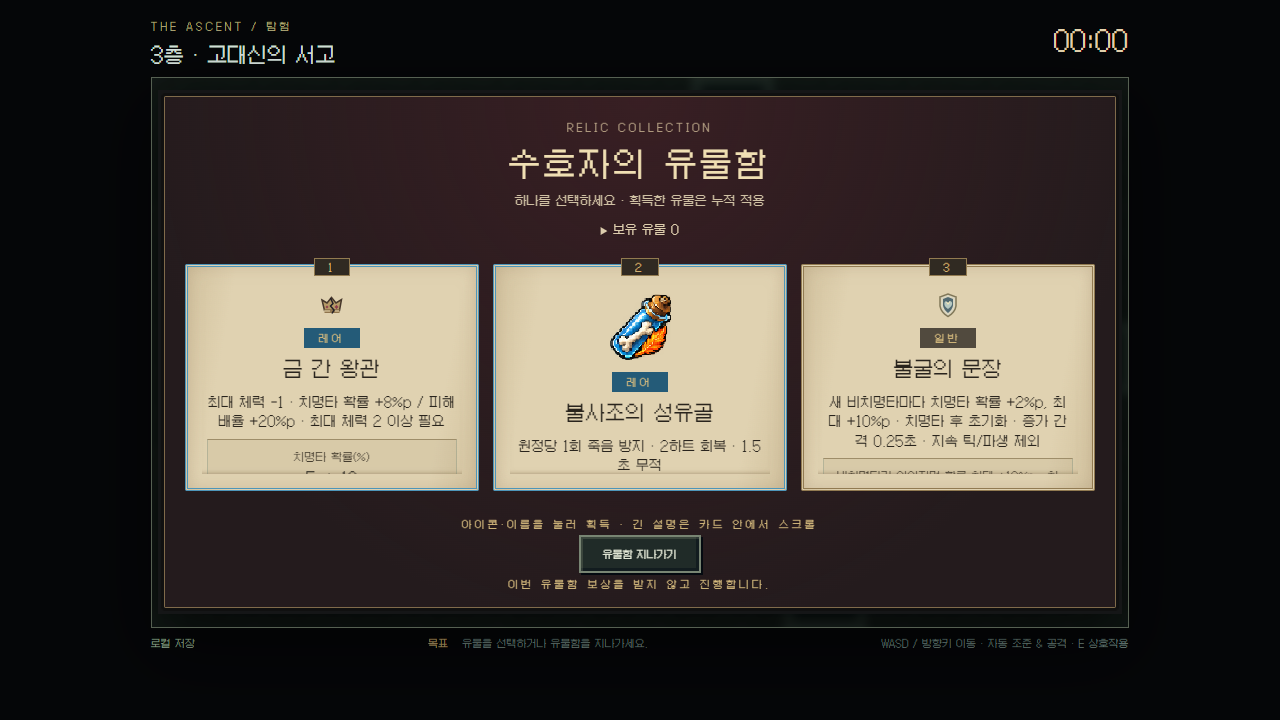 THE ASCENT / 탐험
3층 · 고대신의 서고
00:00
RELIC COLLECTION
수호자의 유물함
하나를 선택하세요 · 획득한 유물은 누적 적용
▶ 보유 유물 0
1
레어
금 간 왕관
최대 체력 -1 · 치명타 확률 +8%p / 피해
배율 +20%p · 최대 체력 2 이상 필요
치명타 확률(%)
2
레어
불사조의 성유골
원정당 1회 죽음 방지 · 2하트 회복 · 1.5
초 무적
3
일반
불굴의 문장
새 비치명타마다 치명타 확률 +2%p, 최
대 +10%p · 치명타 후 초기화 · 증가 간
격 0.25초 · 지속 틱/파생 제외
아이콘·이름을 눌러 획득 · 긴 설명은 카드 안에서 스크롤
유물함 지나가기
이번 유물함 보상을 받지 않고 진행합니다.
로컬 저장
목표 유물을 선택하거나 유물함을 지나가세요.
WASD / 방향키 이동 · 자동 조준 & 공격 · E 상호작용